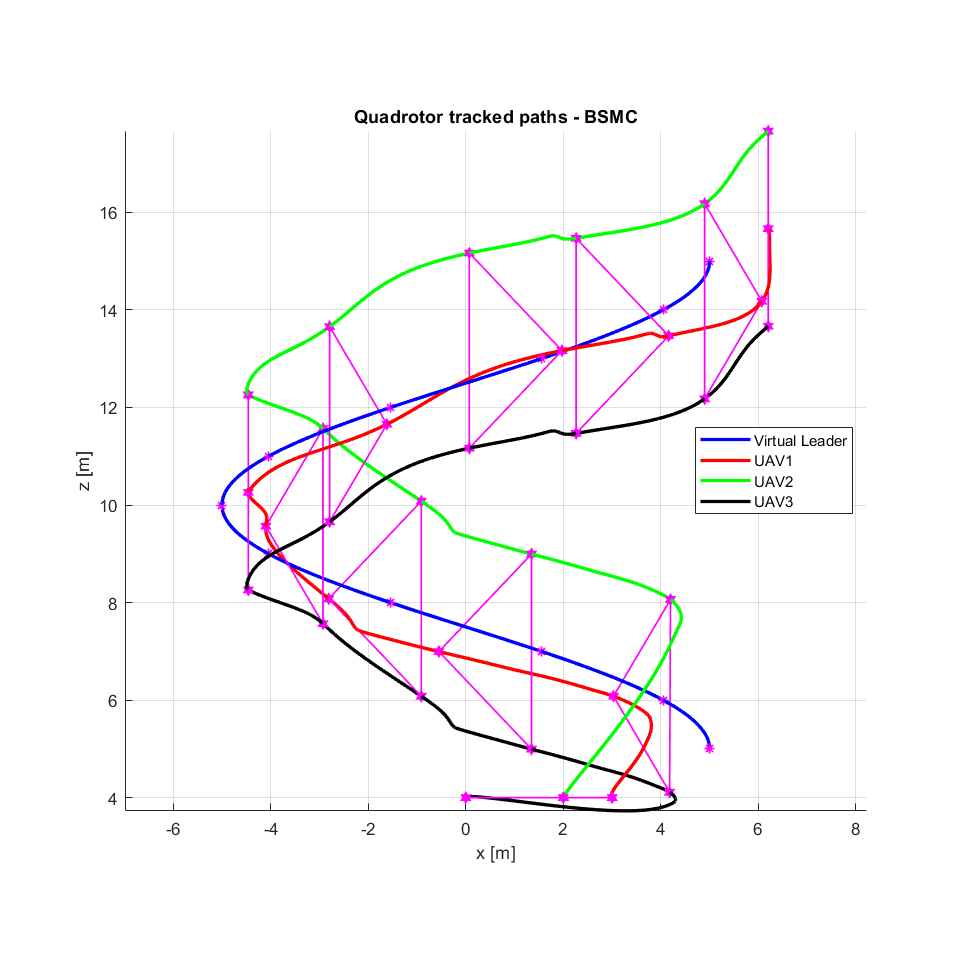 Quadrotor tracked paths - BSMC
z [m]
16
14
12
10
8
6
4
Virtual Leader
UAV1
UAV2
UAV3
-6 -4 -2 0 2 4 6 8
x [m]